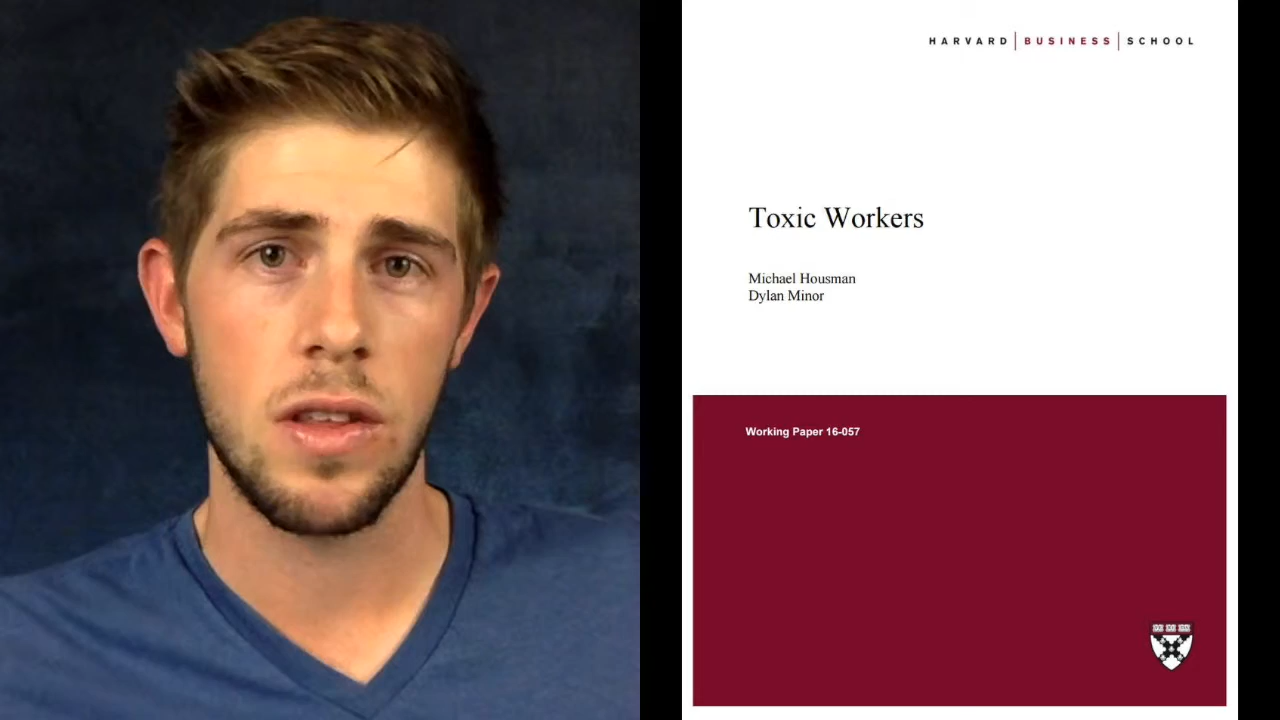 HARVARD | BUSINESS | SCHOOL
Toxic Workers
Michael Housman
Dylan Minor
Working Paper 16-057